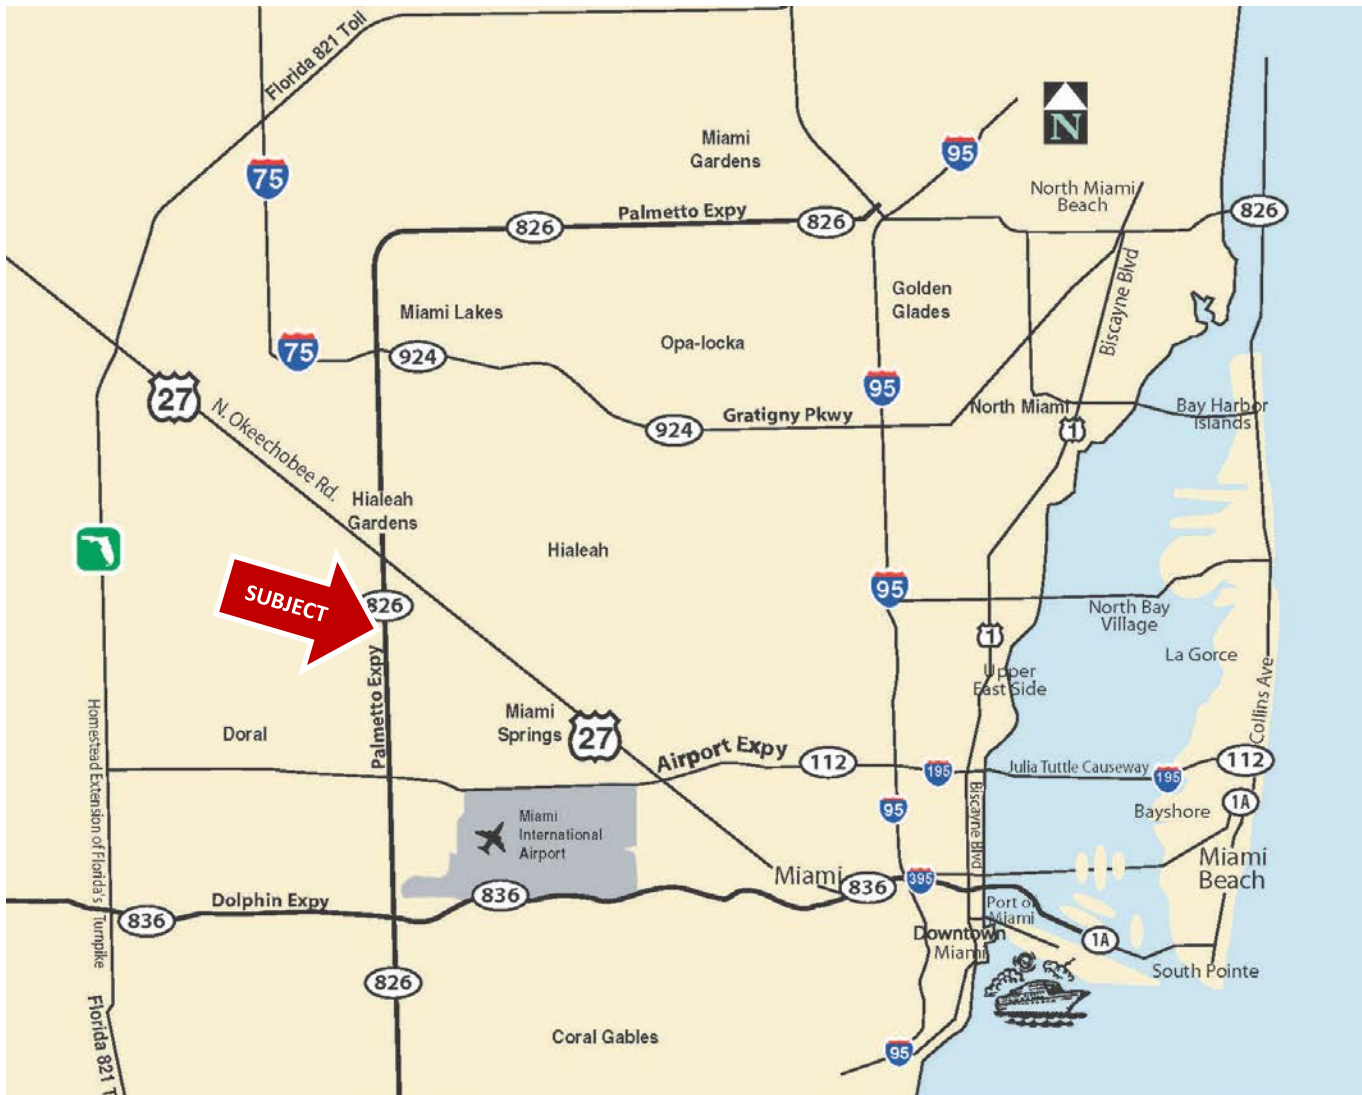 Florida 821 Toll
N
95
Miami
Gardens
75
North Miami
Beach
826
Palmetto Expy
826
826
Biscayne Blvd
Golden
Glades
Miami Lakes
75
924
Opa-locka
95
27
N. Okeechobee Rd.
924
Gratigny Pkwy
North Miami
1
Bay Harbor
Islands
Hialeah
Gardens
Hialeah
SUBJECT
826
95
North Bay
Village
1
La Gorce
Upper
East Side
Collins Ave
Palmetto Expy
Homestead Extension of Florida's Turnpike
Doral
Miami
Springs
27
Airport Expy
112
195
Julia Tuttle Causeway
195
112
95
Biscayne Blvd
Bayshore
1A
Miami
International
Airport
Miami
836
395
Miami
Beach
836
Dolphin Expy
836
Port of
Miami
Downtown
Miami
1A
South Pointe
826
Florida 821 T
Coral Gables
95